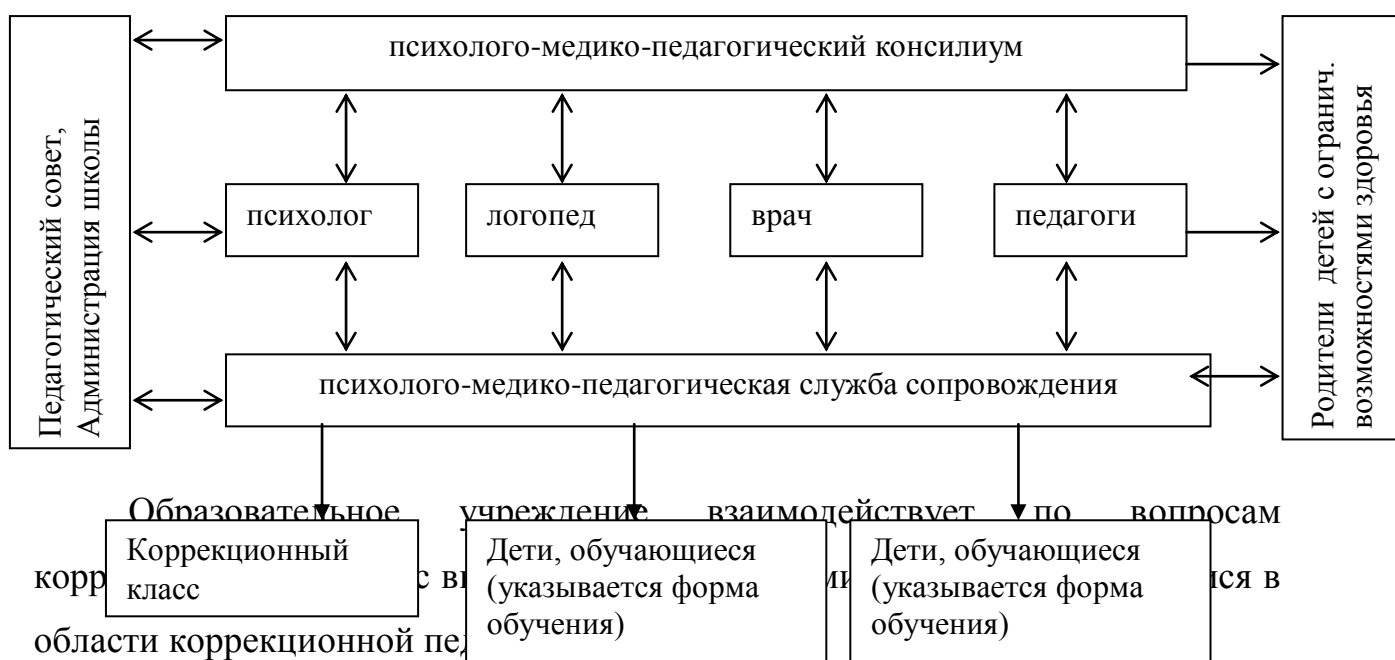 психолого-медико-педагогический консилиум
Педагогический совет,
Администрация школы
Родители детей с огранич.
возможностями здоровья
психолог
логопед
врач
педагоги
психолого-медико-педагогическая служба сопровождения
Образовательное учреждение взаимодействует по вопросам
с
в
области коррекционной
Коррекционный
класс
Дети, обучающиеся
(указывается форма
обучения)
Дети, обучающиеся
(указывается форма
обучения)